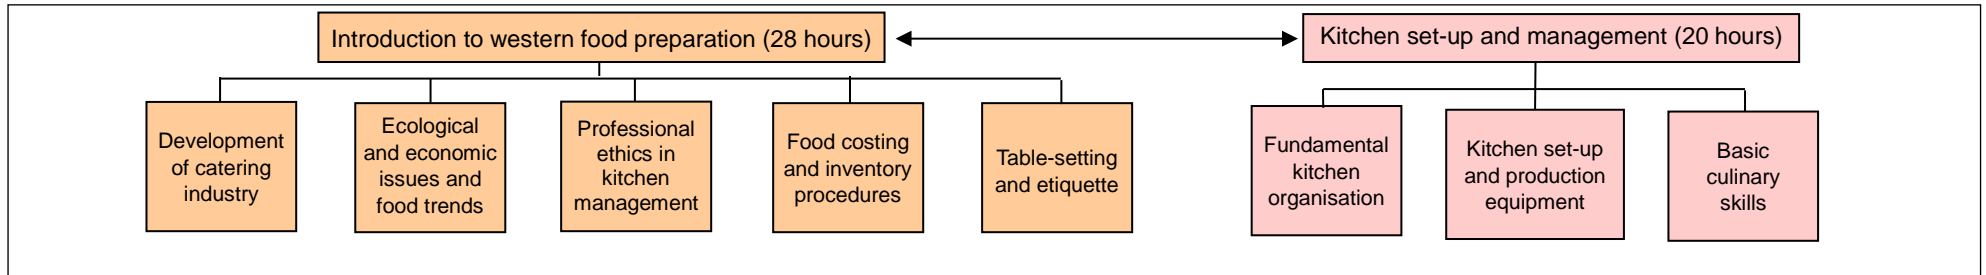 Introduction to western food preparation (28 hours)
Kitchen set-up and management (20 hours)
Development
of catering
industry
Ecological
and economic
issues and
food trends
Professional
ethics in
kitchen
management
Food costing
and inventory
procedures
Table-setting
and etiquette
Fundamental
kitchen
organisation
Kitchen set-up
and production
equipment
Basic
culinary
skills